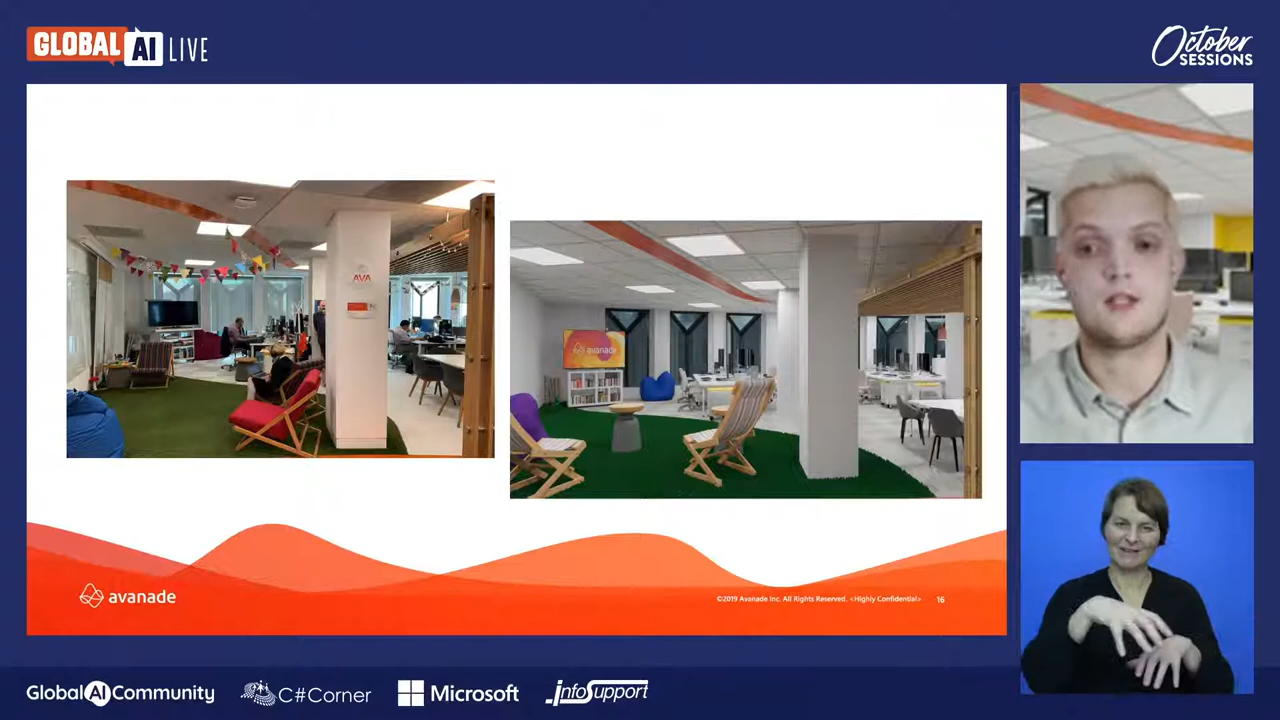 GLOBAL AI LIVE
October
SESSIONS
AVA
avanade
avanade
©2019 Avanade Inc. All Rights Reserved. <Highly Confidential> 16
Global AI Community
C#Corner
Microsoft
InfoSupport